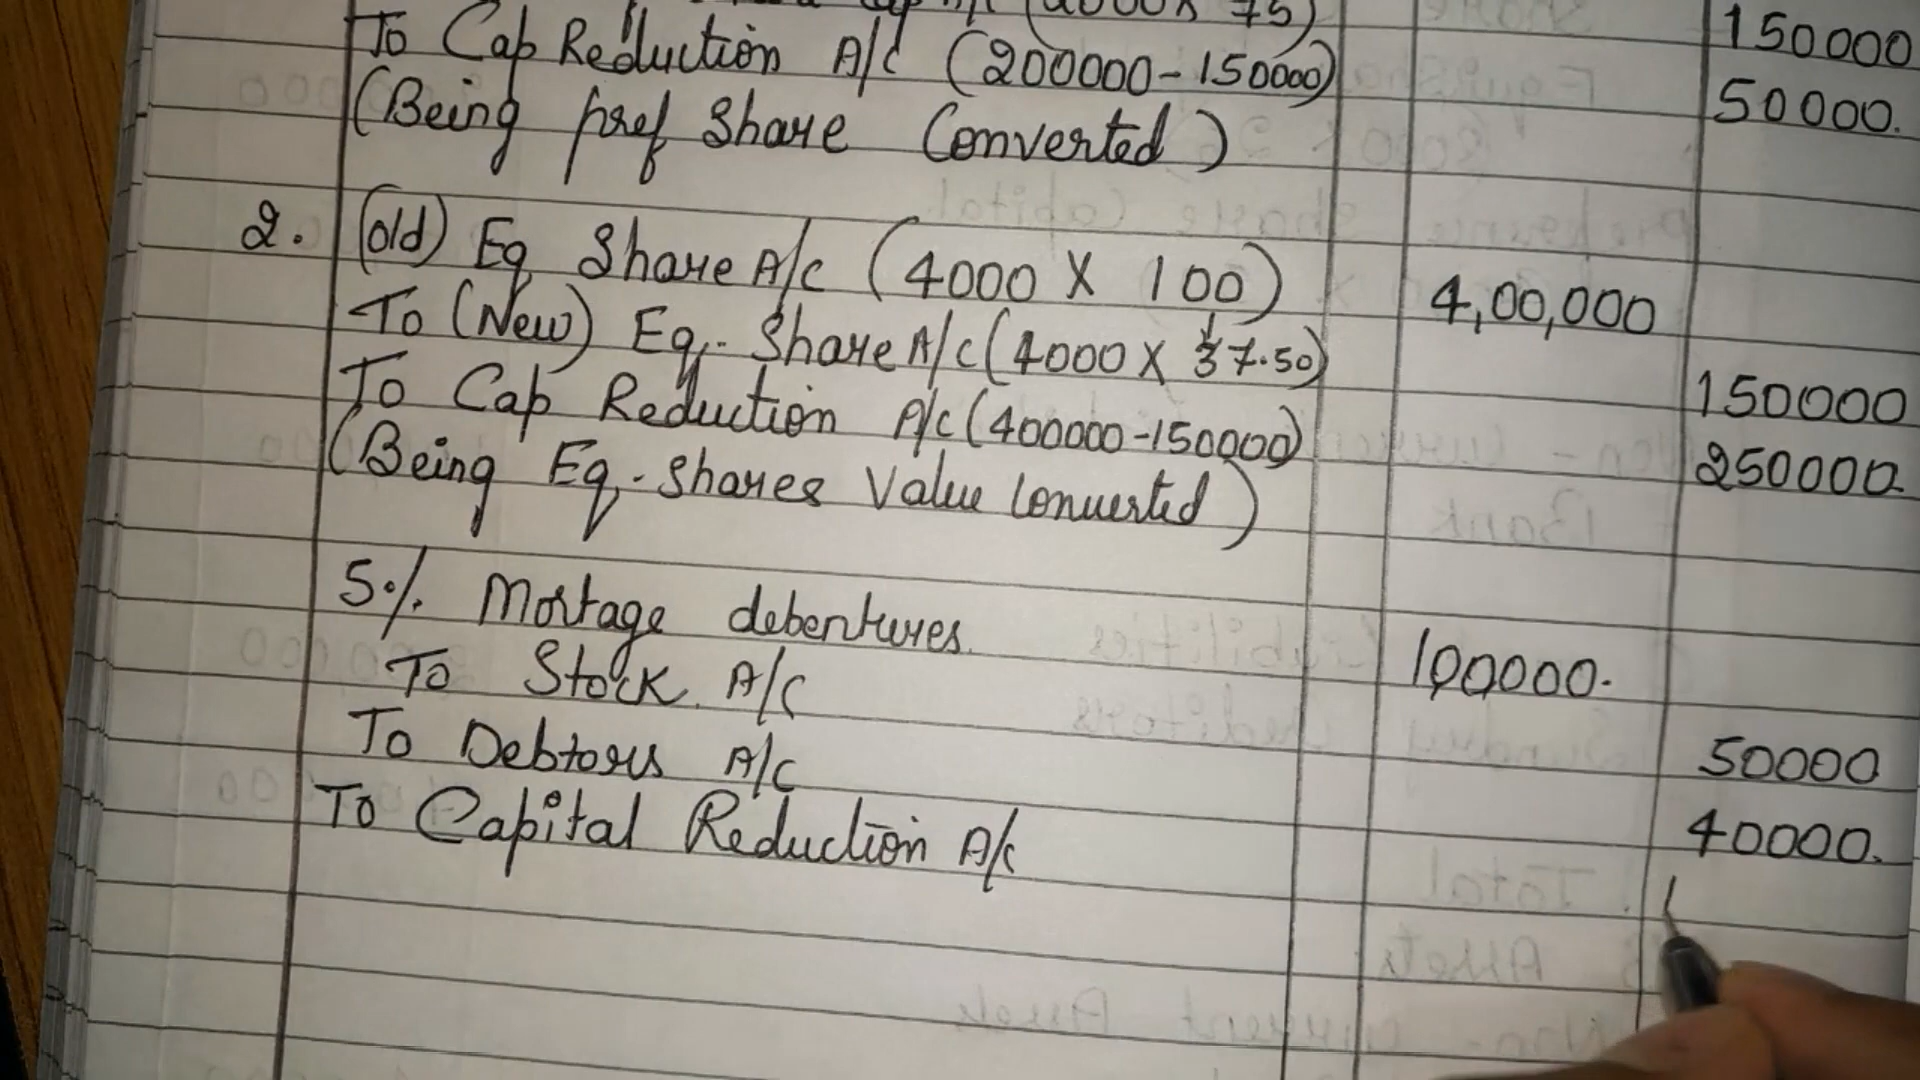 (2000 X 75) 150000
To Cap Reduction A/c (200000-150000) 50000.
(Being pref Share Converted)
2. (old) Eq Share A/c (4000 X 100) 4,00,000
To (New) Eq. Share A/c (4000 X 37.50) 150000
To Cap Reduction A/c (400000-150000) 250000.
(Being Eq. Shares Value Converted)
5% Mortage debentures. 100000.
To Stock A/c 50000
To Debtors A/c 40000.
To Capital Reduction A/c